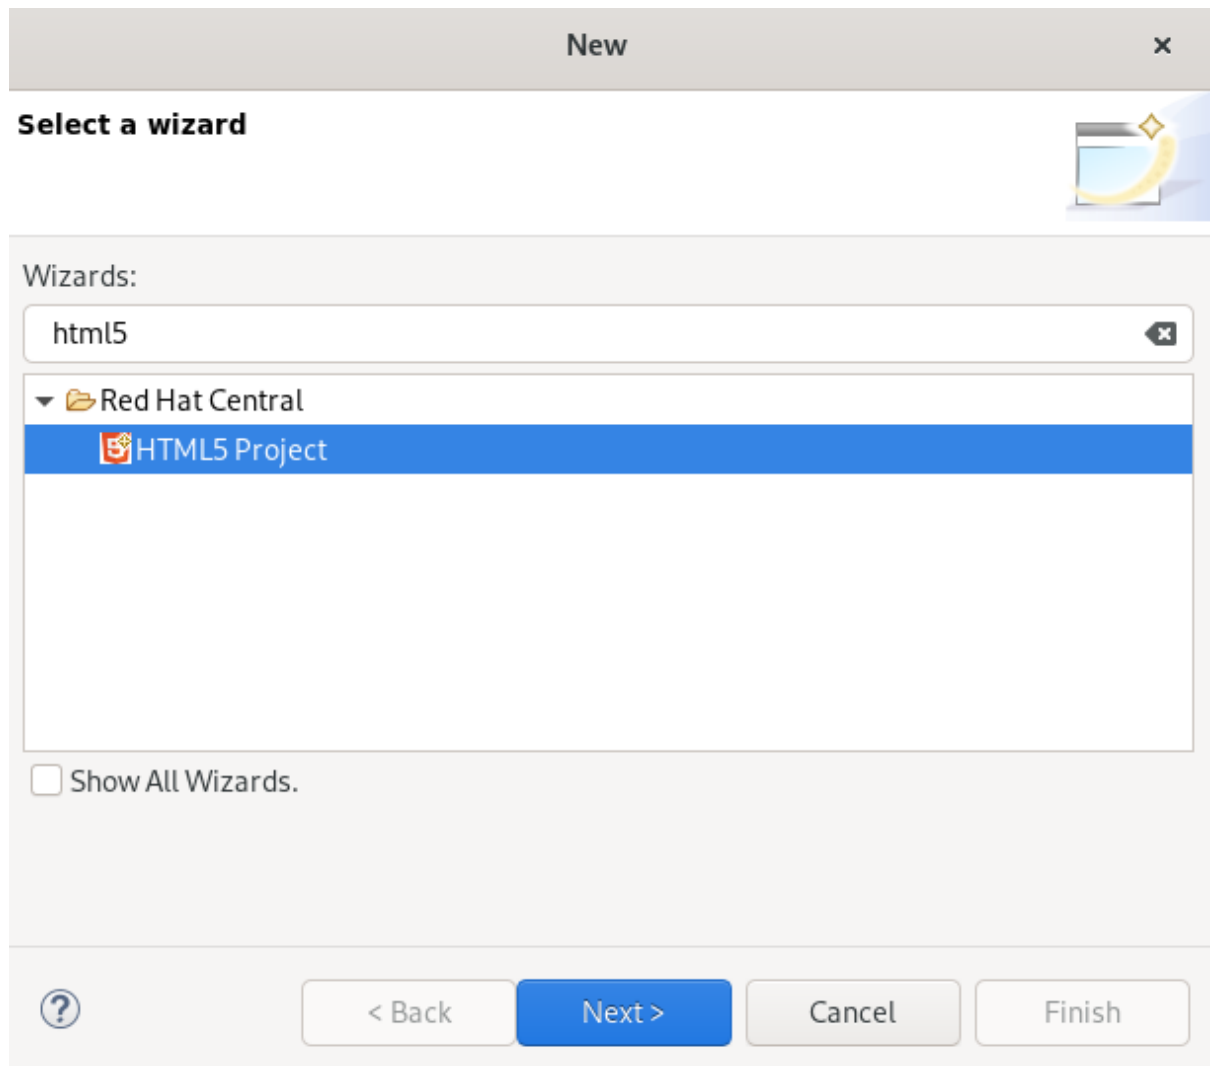 New
Select a wizard
Wizards:
html5
Red Hat Central
HTML5 Project
Show All Wizards.
< Back Next > Cancel Finish